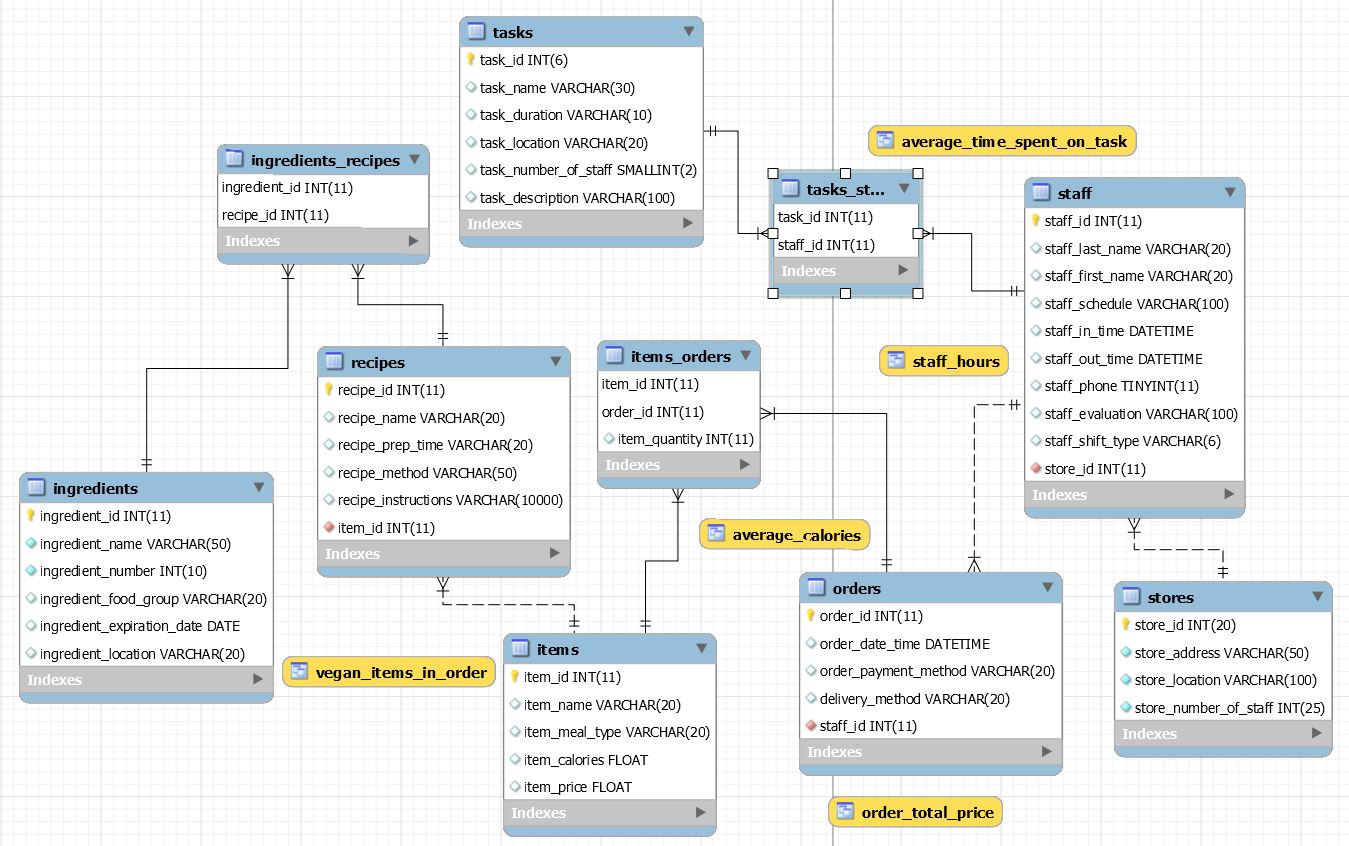 tasks
task_id INT(6)
task_name VARCHAR(30)
task_duration VARCHAR(10)
task_location VARCHAR(20)
task_number_of_staff SMALLINT(2)
task_description VARCHAR(100)
Indexes
average_time_spent_on_task
ingredients_recipes
ingredient_id INT(11)
recipe_id INT(11)
Indexes
tasks_st...
task_id INT(11)
staff_id INT(11)
Indexes
staff
staff_id INT(11)
staff_last_name VARCHAR(20)
staff_first_name VARCHAR(20)
staff_schedule VARCHAR(100)
staff_in_time DATETIME
staff_out_time DATETIME
staff_phone TINYINT(11)
staff_evaluation VARCHAR(100)
staff_shift_type VARCHAR(6)
store_id INT(11)
Indexes
recipes
recipe_id INT(11)
recipe_name VARCHAR(20)
recipe_prep_time VARCHAR(20)
recipe_method VARCHAR(50)
recipe_instructions VARCHAR(10000)
item_id INT(11)
Indexes
items_orders
item_id INT(11)
order_id INT(11)
item_quantity INT(11)
Indexes
staff_hours
ingredients
ingredient_id INT(11)
ingredient_name VARCHAR(50)
ingredient_number INT(10)
ingredient_food_group VARCHAR(20)
ingredient_expiration_date DATE
ingredient_location VARCHAR(20)
Indexes
average_calories
vegan_items_in_order
items
item_id INT(11)
item_name VARCHAR(20)
item_meal_type VARCHAR(20)
item_calories FLOAT
item_price FLOAT
Indexes
orders
order_id INT(11)
order_date_time DATETIME
order_payment_method VARCHAR(20)
delivery_method VARCHAR(20)
staff_id INT(11)
Indexes
stores
store_id INT(20)
store_address VARCHAR(50)
store_location VARCHAR(100)
store_number_of_staff INT(25)
Indexes
order_total_price